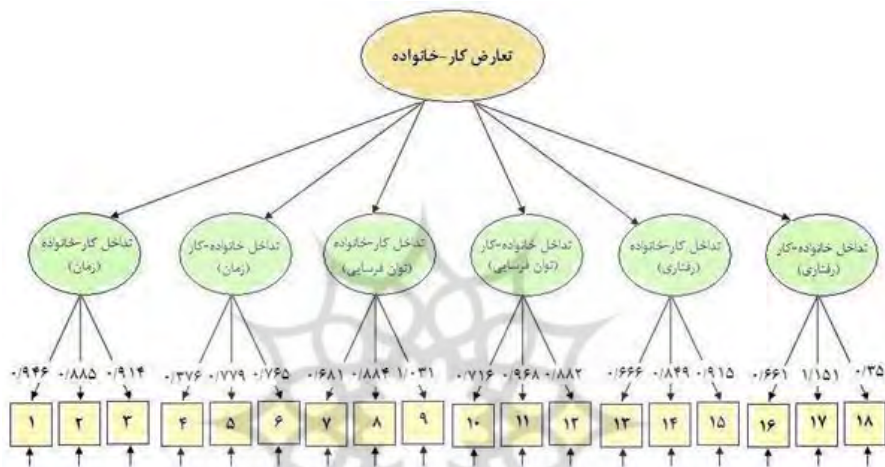 تعارض کار-خانواده
تداخل کار-خانواده
(زمان)
تداخل خانواده-کار
(زمان)
تداخل کار-خانواده
(توان فرسایی)
تداخل خانواده-کار
(توان فرسایی)
تداخل کار-خانواده
(رفتاری)
تداخل خانواده-کار
(رفتاری)
۰/۹۴۶ ۰/۸۸۵ ۰/۹۱۴ ۰/۳۷۶ ۰/۷۷۹ ۰/۷۶۵ ۰/۶۸۱ ۰/۸۸۴ ۱/۰۳۱ ۰/۷۱۶ ۰/۹۶۸ ۰/۸۸۲ ۰/۶۶۶ ۰/۸۴۹ ۰/۹۱۵ ۰/۶۶۱ ۱/۱۵۱ ۰/۳۵
۱ ۲ ۳ ۴ ۵ ۶ ۷ ۸ ۹ ۱۰ ۱۱ ۱۲ ۱۳ ۱۴ ۱۵ ۱۶ ۱۷ ۱۸